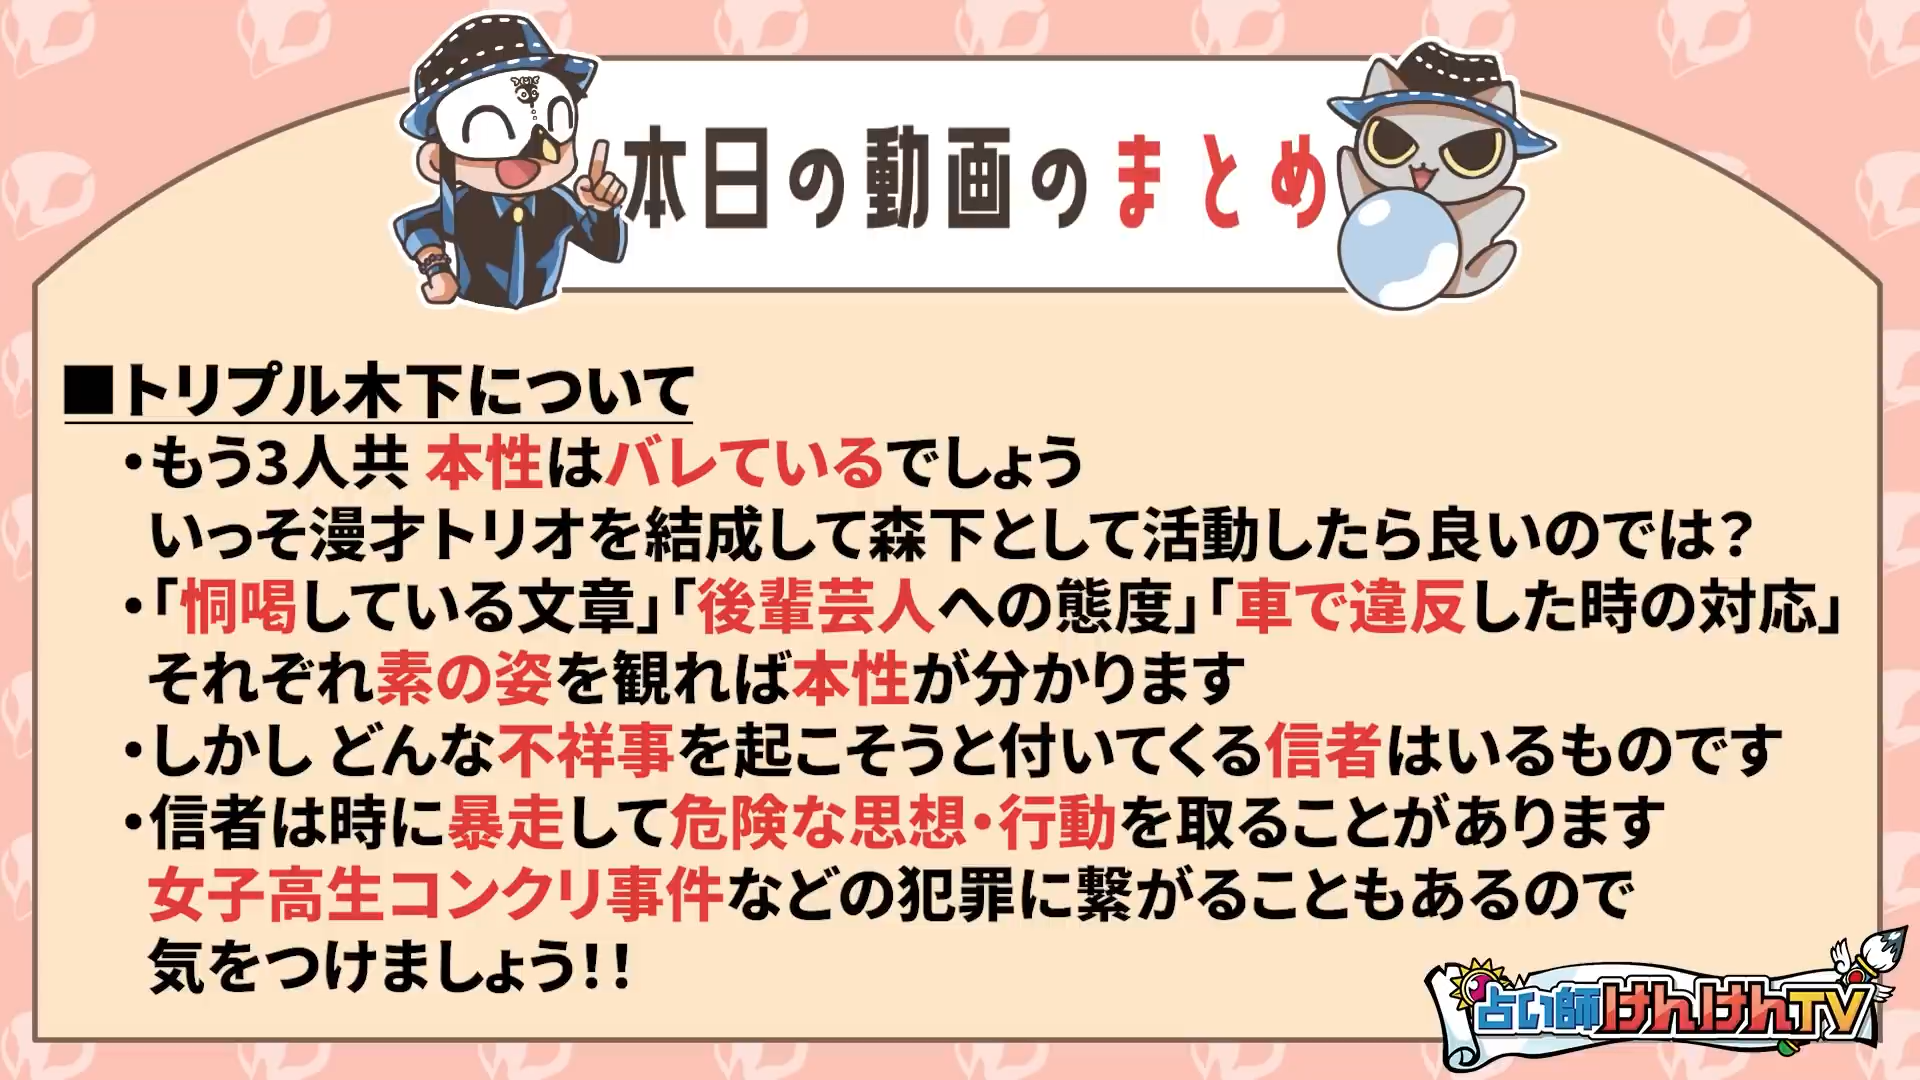 本日の動画のまとめ
■トリプル木下について
・もう3人共 本性はバレているでしょう
いっそ漫才トリオを結成して森下として活動したら良いのでは？
・「恫喝している文章」「後輩芸人への態度」「車で違反した時の対応」
それぞれ素の姿を観れば本性が分かります
・しかし どんな不祥事を起こそうと付いてくる信者はいるものです
・信者は時に暴走して危険な思想・行動を取ることがあります
女子高生コンクリ事件などの犯罪に繋がることもあるので
気をつけましょう！！
占い師けんけんTV